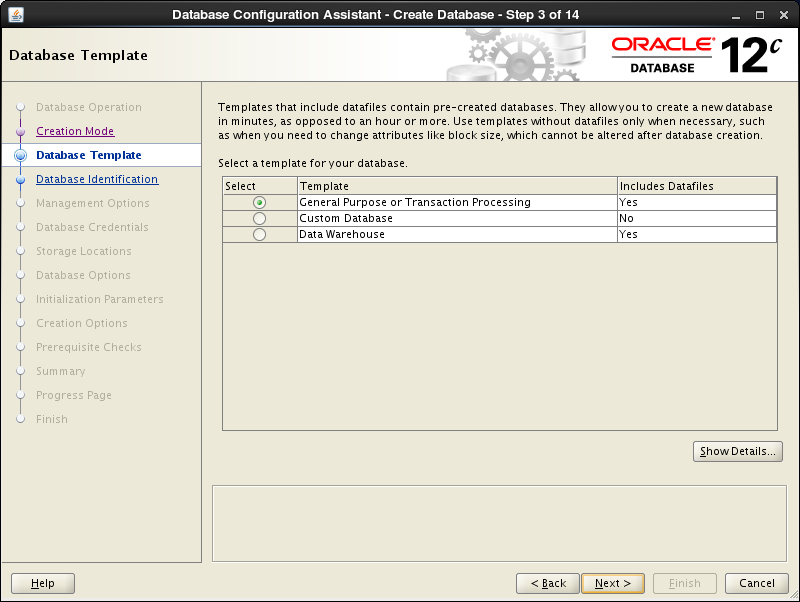 Database Configuration Assistant - Create Database - Step 3 of 14
Database Template
ORACLE®
DATABASE
12c
Database Operation
Creation Mode
Database Template
Database Identification
Management Options
Database Credentials
Storage Locations
Database Options
Initialization Parameters
Creation Options
Prerequisite Checks
Summary
Progress Page
Finish
Templates that include datafiles contain pre-created databases. They allow you to create a new database
in minutes, as opposed to an hour or more. Use templates without datafiles only when necessary, such
as when you need to change attributes like block size, which cannot be altered after database creation.
Select a template for your database.
Select Template Includes Datafiles
General Purpose or Transaction Processing Yes
Custom Database No
Data Warehouse Yes
Show Details...
Help
< Back
Next >
Finish
Cancel